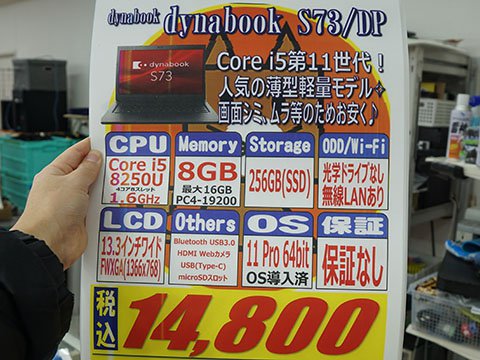 dynabook dynabook S73/DP
dynabook
S73
Core i5第11世代！
人気の薄型軽量モデル
画面シミ、ムラ等のためお安く♪
CPU
Core i5
8250U
4コア8スレット
1.6GHz
Memory
8GB
最大16GB
PC4-19200
Storage
256GB(SSD)
ODD/Wi-Fi
光学ドライブなし
無線LANあり
LCD
13.3インチワイド
FWXGA(1366x768)
Others
Bluetooth USB3.0
HDMI Webカメラ
USB(Type-C)
microSDスロット
OS
11 Pro 64bit
OS導入済
保証
保証なし
税込
14,800